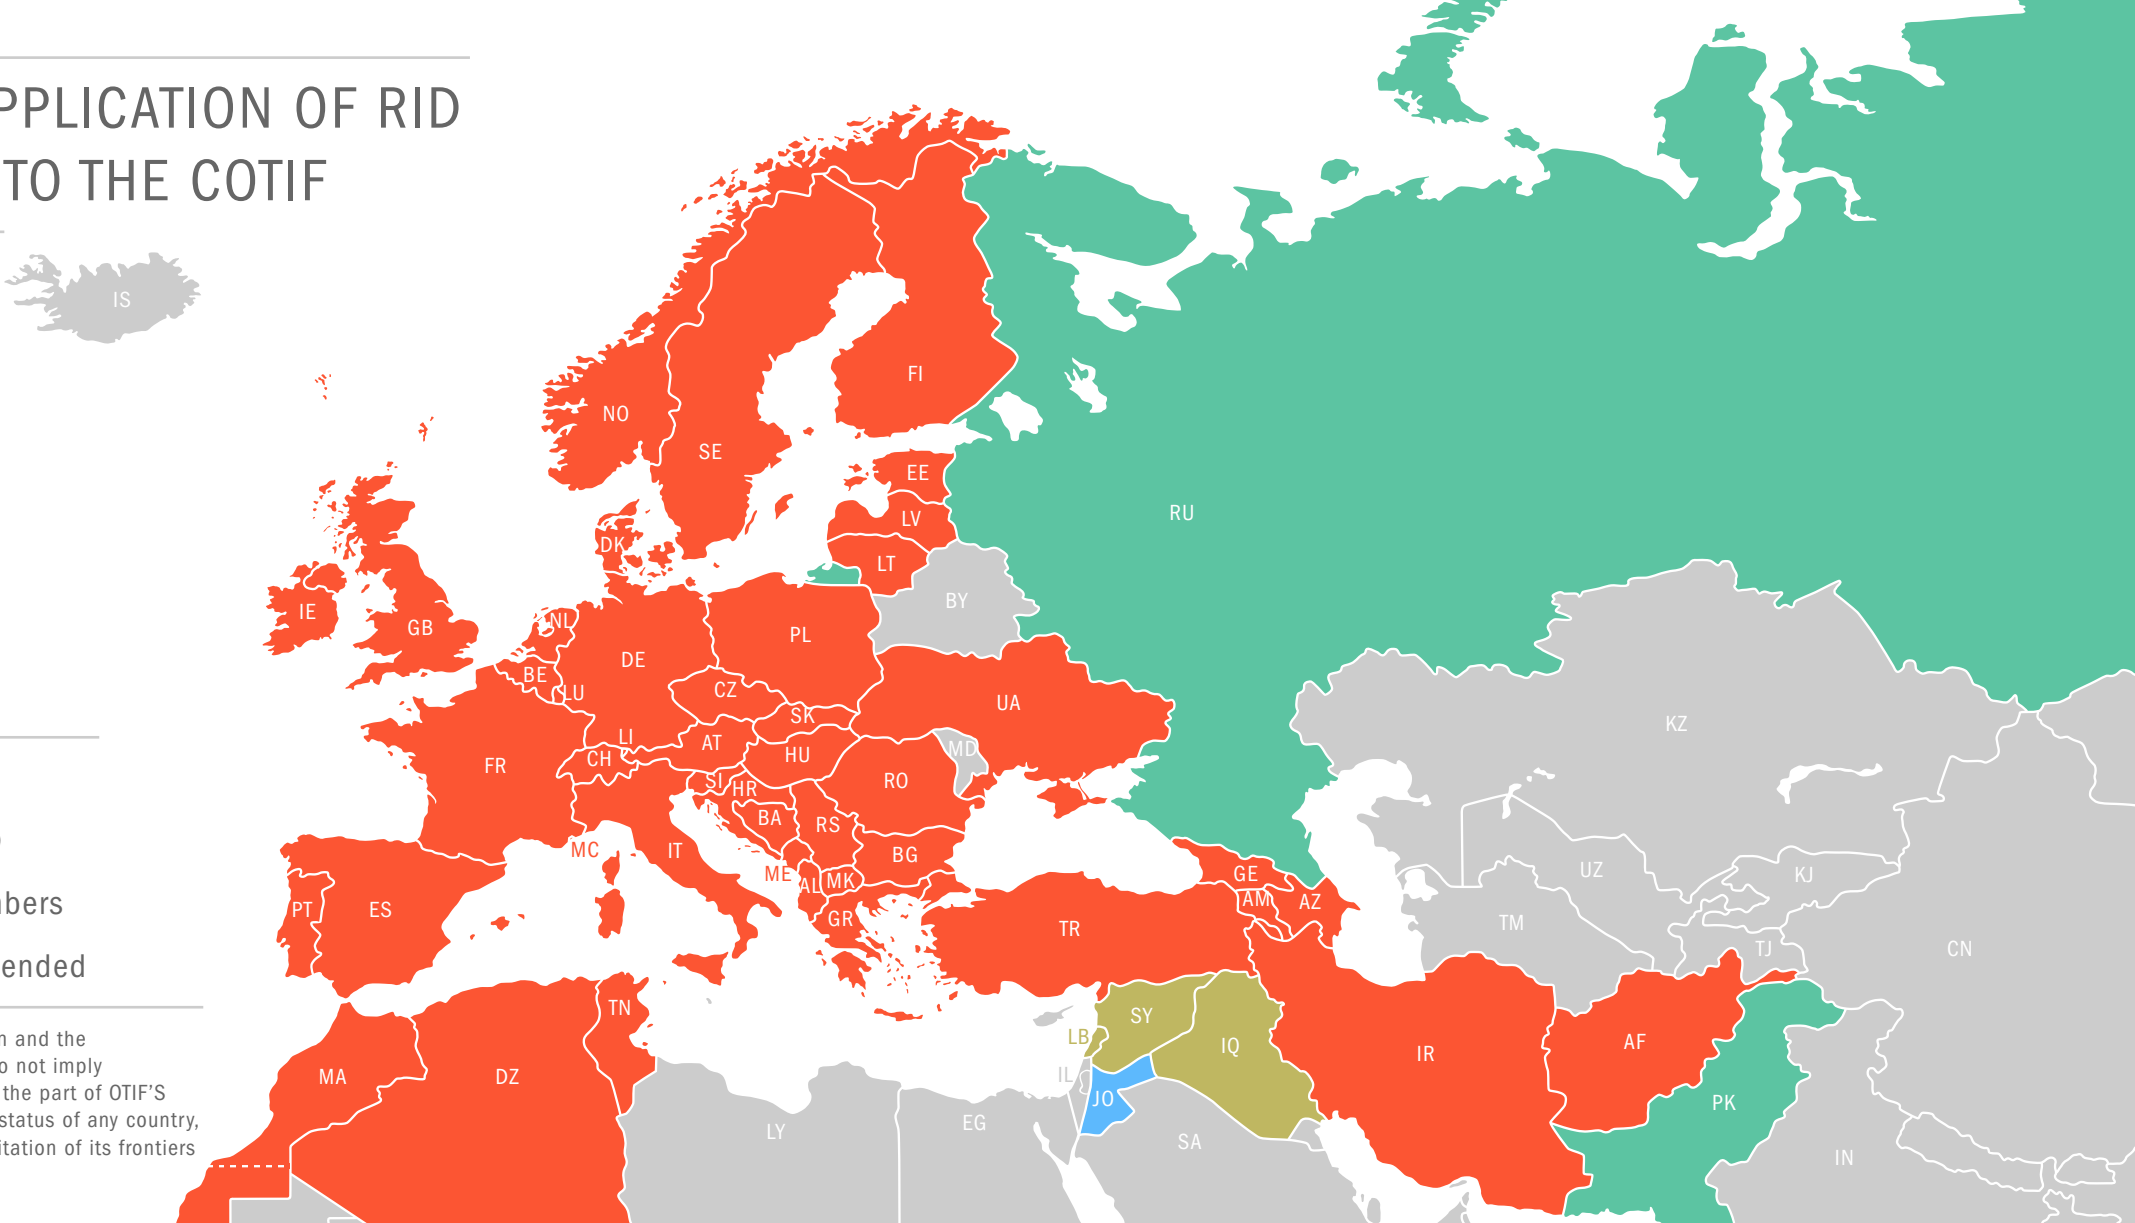 PPLICATION OF RID
TO THE COTIF
IS
NO
SE
FI
EE
LV
LT
DK
IE
GB
NL
BE
LU
DE
PL
BY
RU
CZ
SK
UA
FR
LI
CH
AT
HU
SI
HR
RO
MD
KZ
BA
RS
MC
IT
BG
ME
AL
MK
GR
PT
ES
TR
GE
AM
AZ
UZ
KJ
TM
TJ
CN
nbers
ended
n and the
o not imply
the part of OTIF'S
status of any country,
itation of its frontiers
MA
DZ
TN
LY
EG
LB
SY
IQ
IL
JO
SA
IR
AF
PK
IN